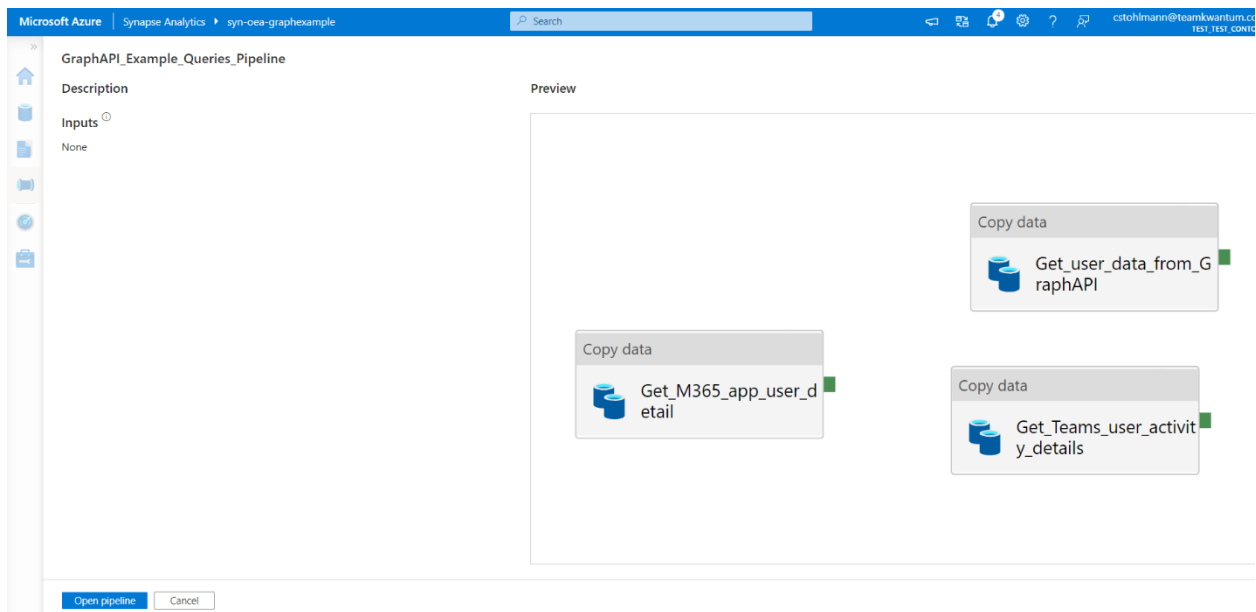 Microsoft Azure Synapse Analytics syn-oea-graphexample Search 4 ? cstohlmann@teamkwantum.co
TEST_TEST_CONTO
GraphAPI_Example_Queries_Pipeline
Description Preview
Inputs
None
Copy data
Get_user_data_from_G
raphAPI
Copy data
Get_M365_app_user_d
etail
Copy data
Get_Teams_user_activit
y_details
Open pipeline Cancel